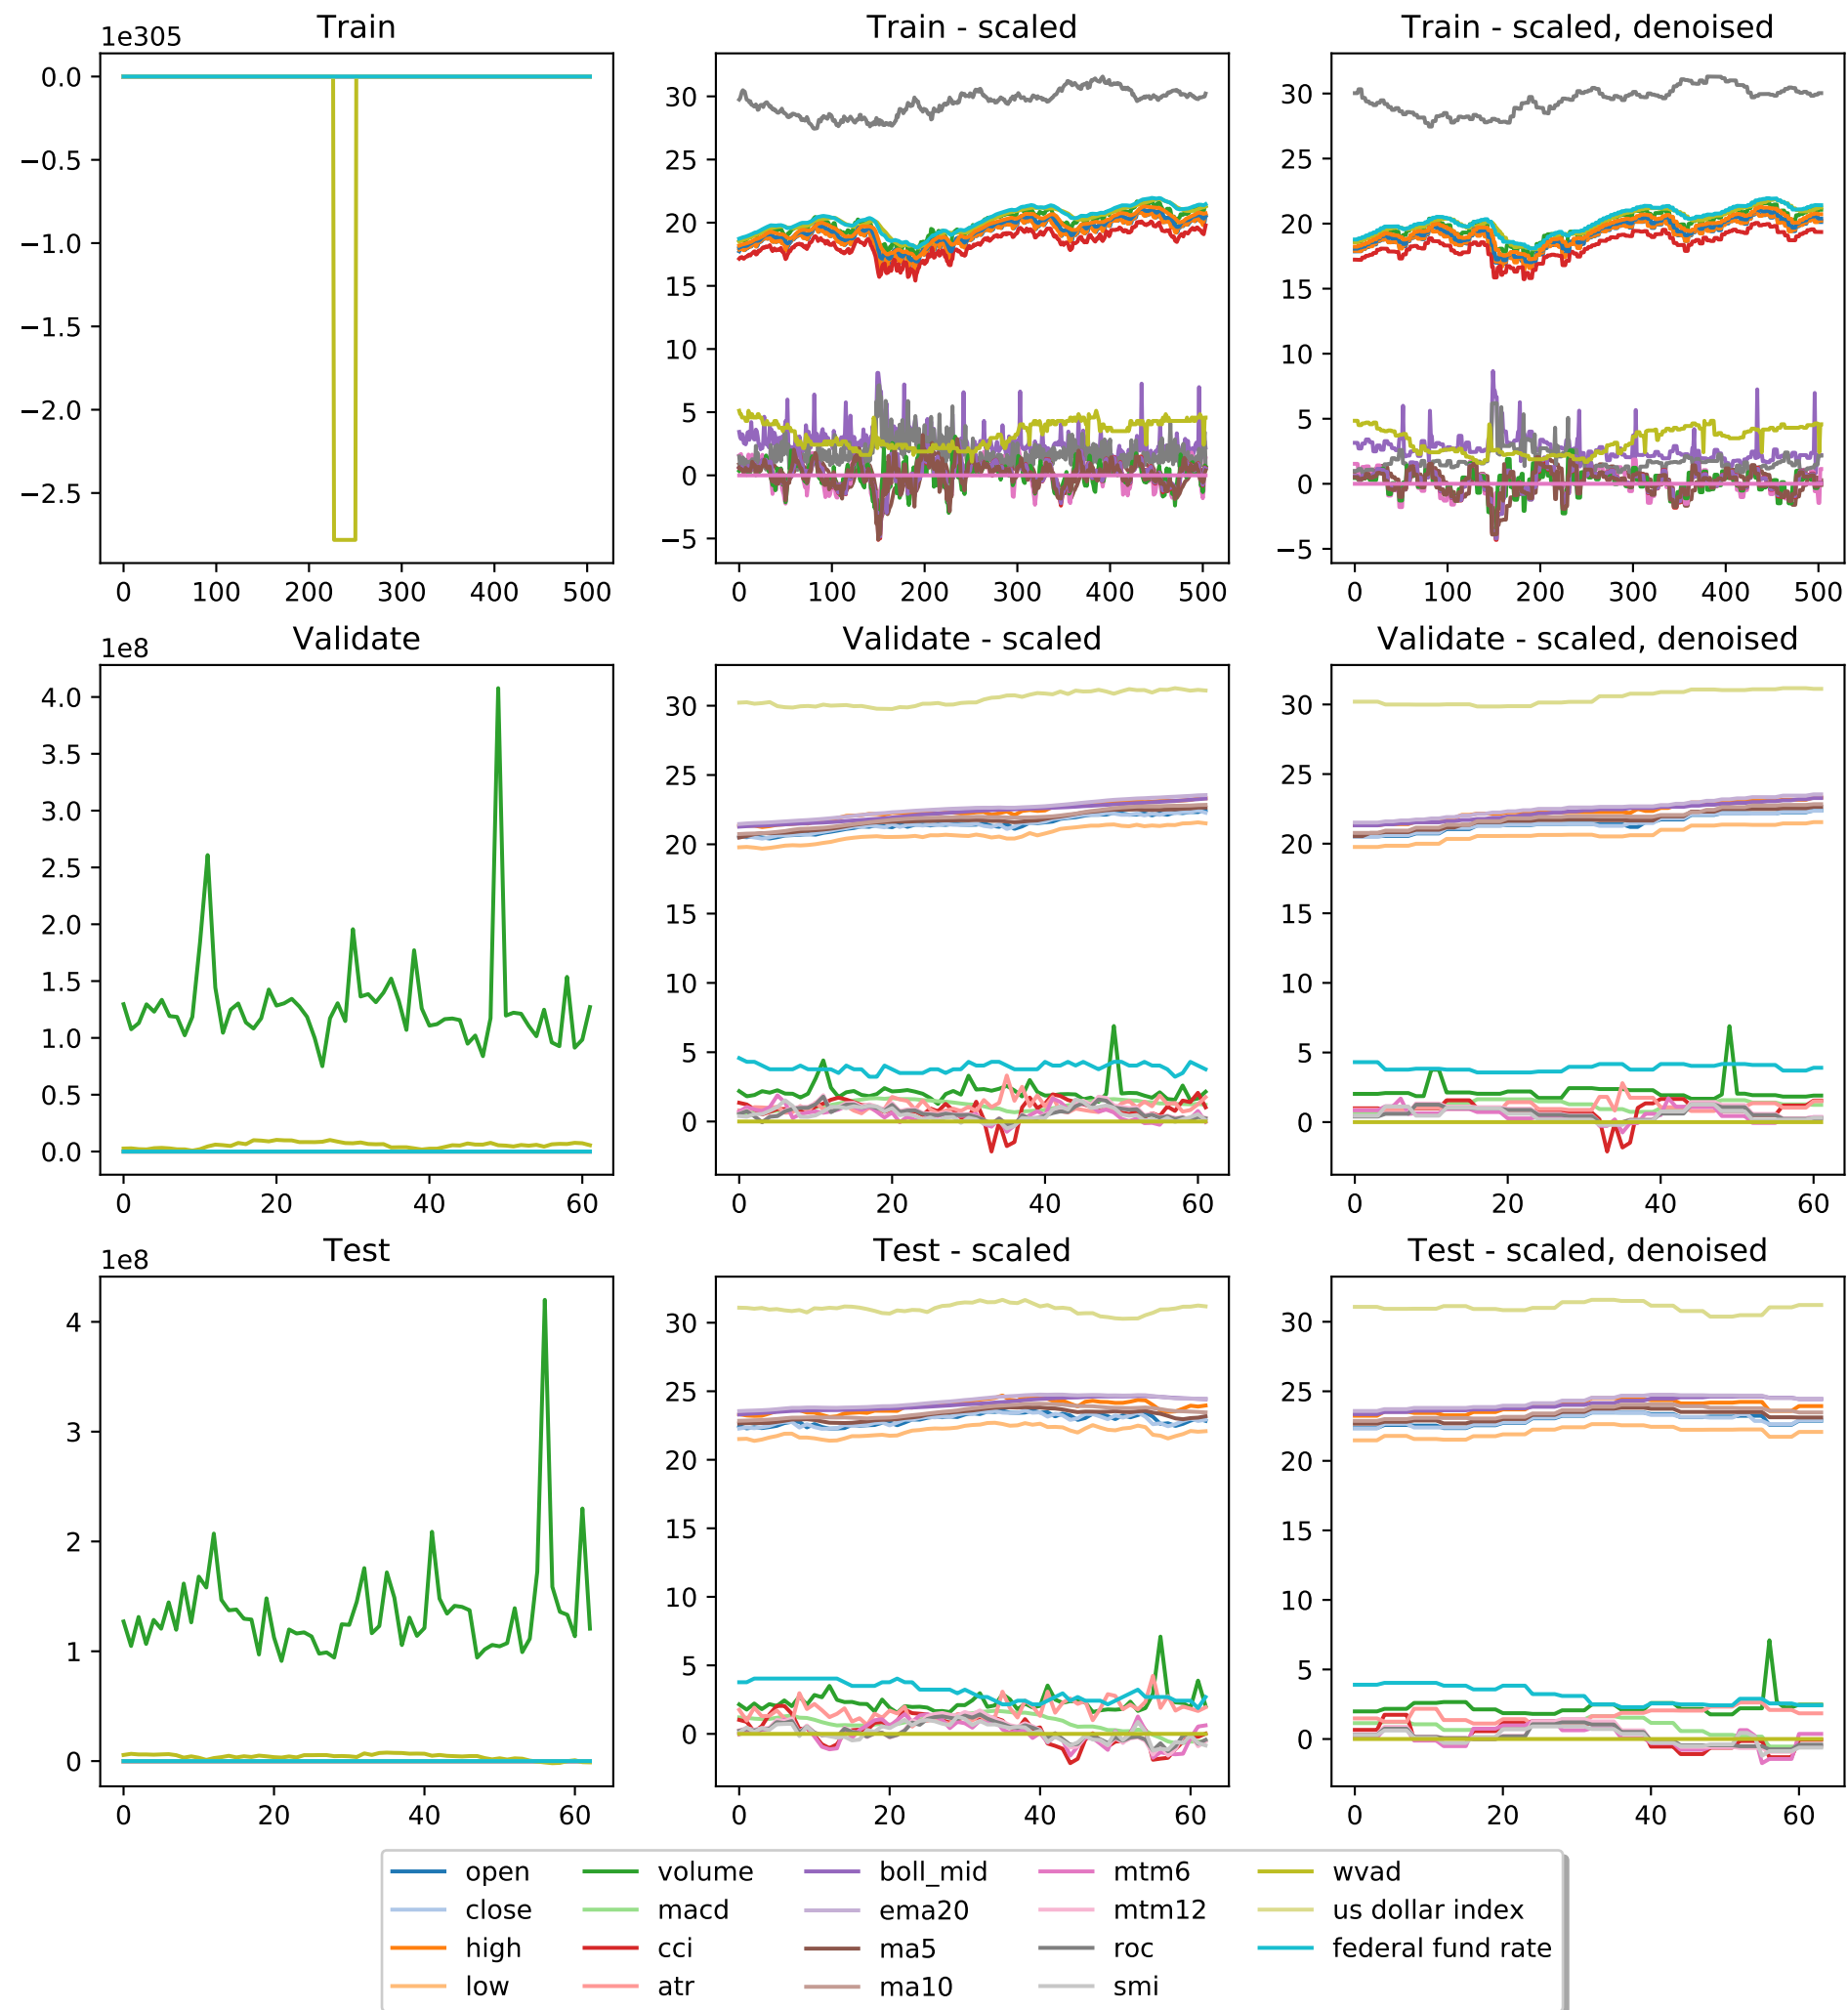 Train
Train - scaled
Train - scaled, denoised
1e305
0.0
−0.5
−1.0
−1.5
−2.0
−2.5
0 100 200 300 400 500
30
25
20
15
10
5
0
−5
0 100 200 300 400 500
30
25
20
15
10
5
0
−5
0 100 200 300 400 500
Validate
Validate - scaled
Validate - scaled, denoised
1e8
4.0
3.5
3.0
2.5
2.0
1.5
1.0
0.5
0.0
0 20 40 60
30
25
20
15
10
5
0
0 20 40 60
30
25
20
15
10
5
0
0 20 40 60
Test
Test - scaled
Test - scaled, denoised
1e8
4
3
2
1
0
0 20 40 60
30
25
20
15
10
5
0
0 20 40 60
30
25
20
15
10
5
0
0 20 40 60
open volume boll_mid mtm6 wvad
close macd ema20 mtm12 us dollar index
high cci ma5 roc federal fund rate
low atr ma10 smi